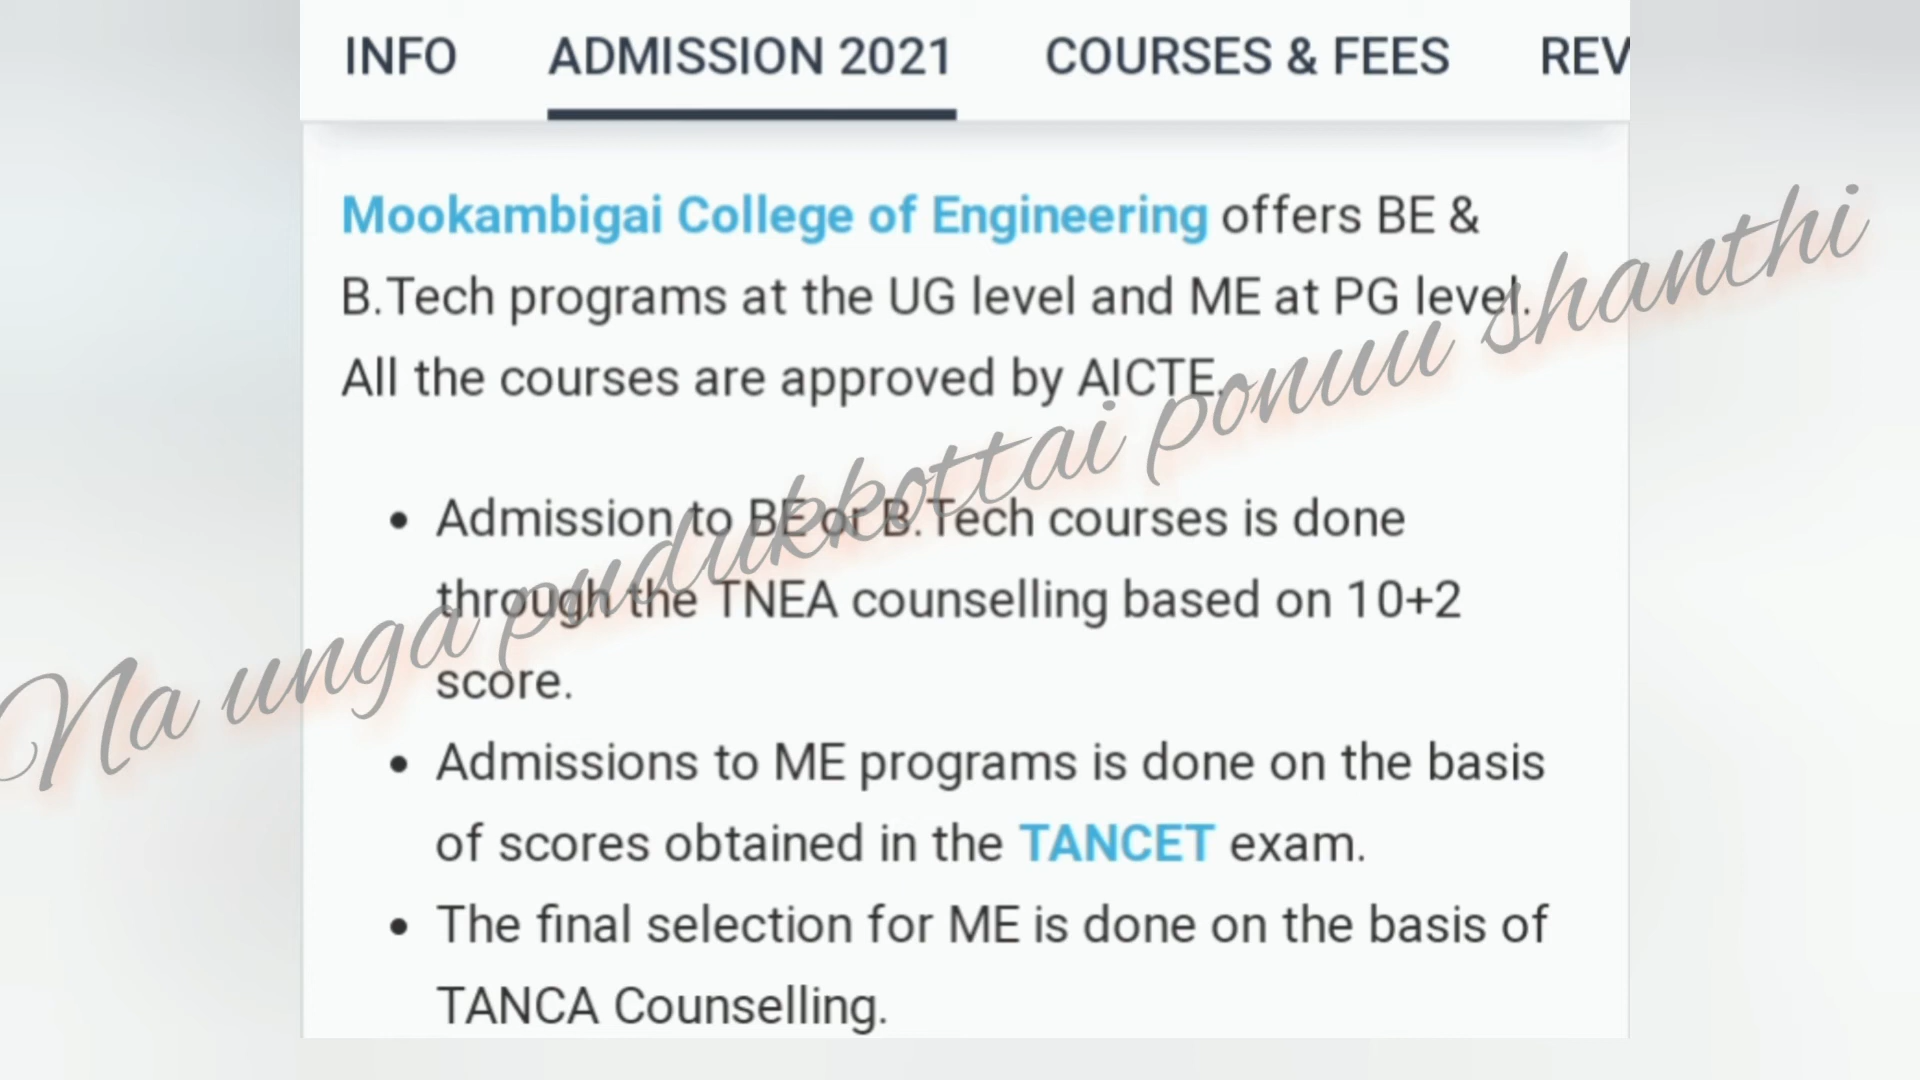 INFO ADMISSION 2021 COURSES & FEES REV
Mookambigai College of Engineering offers BE &
B.Tech programs at the UG level and ME at PG level.
All the courses are approved by AICTE.
• Admission to BE or B.Tech courses is done
through the TNEA counselling based on 10+2
score.
• Admissions to ME programs is done on the basis
of scores obtained in the TANCET exam.
• The final selection for ME is done on the basis of
TANCA Counselling.
Na unga pudukkottai ponuu shanthi